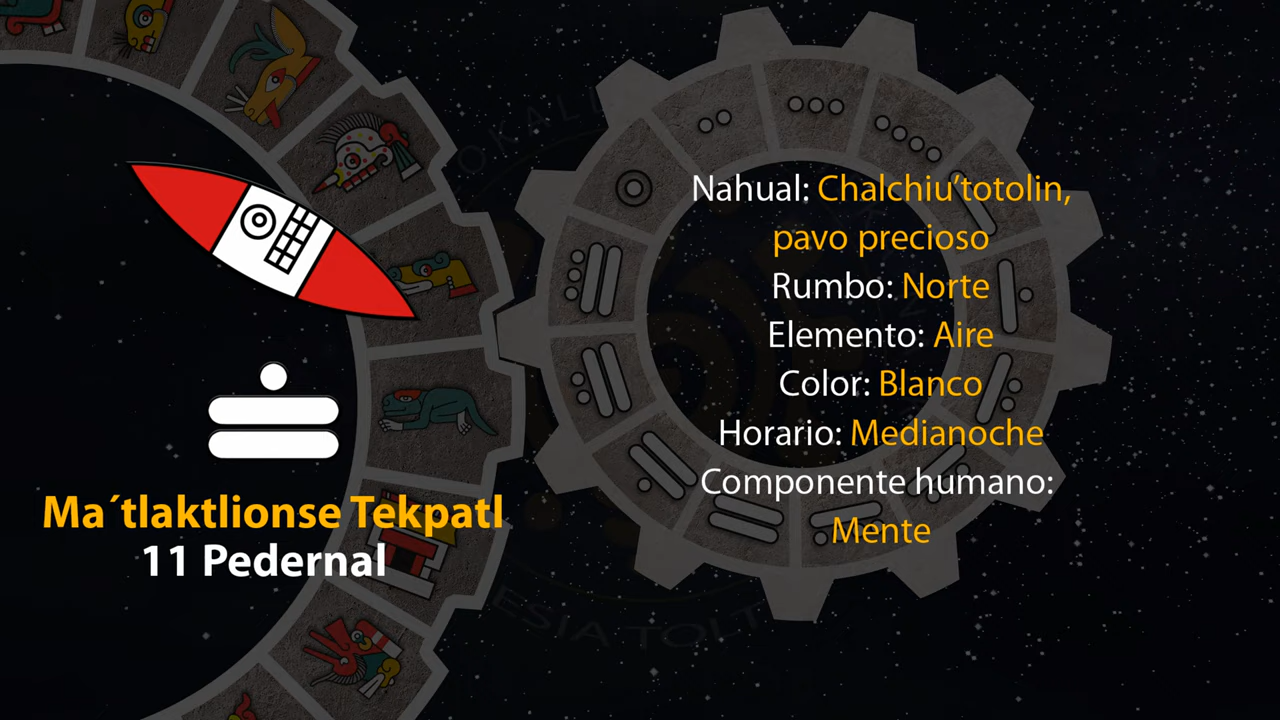 Ma´tlaktlionse Tekpatl
11 Pedernal
Nahual: Chalchiu’totolin,
pavo precioso
Rumbo: Norte
Elemento: Aire
Color: Blanco
Horario: Medianoche
Componente humano:
Mente